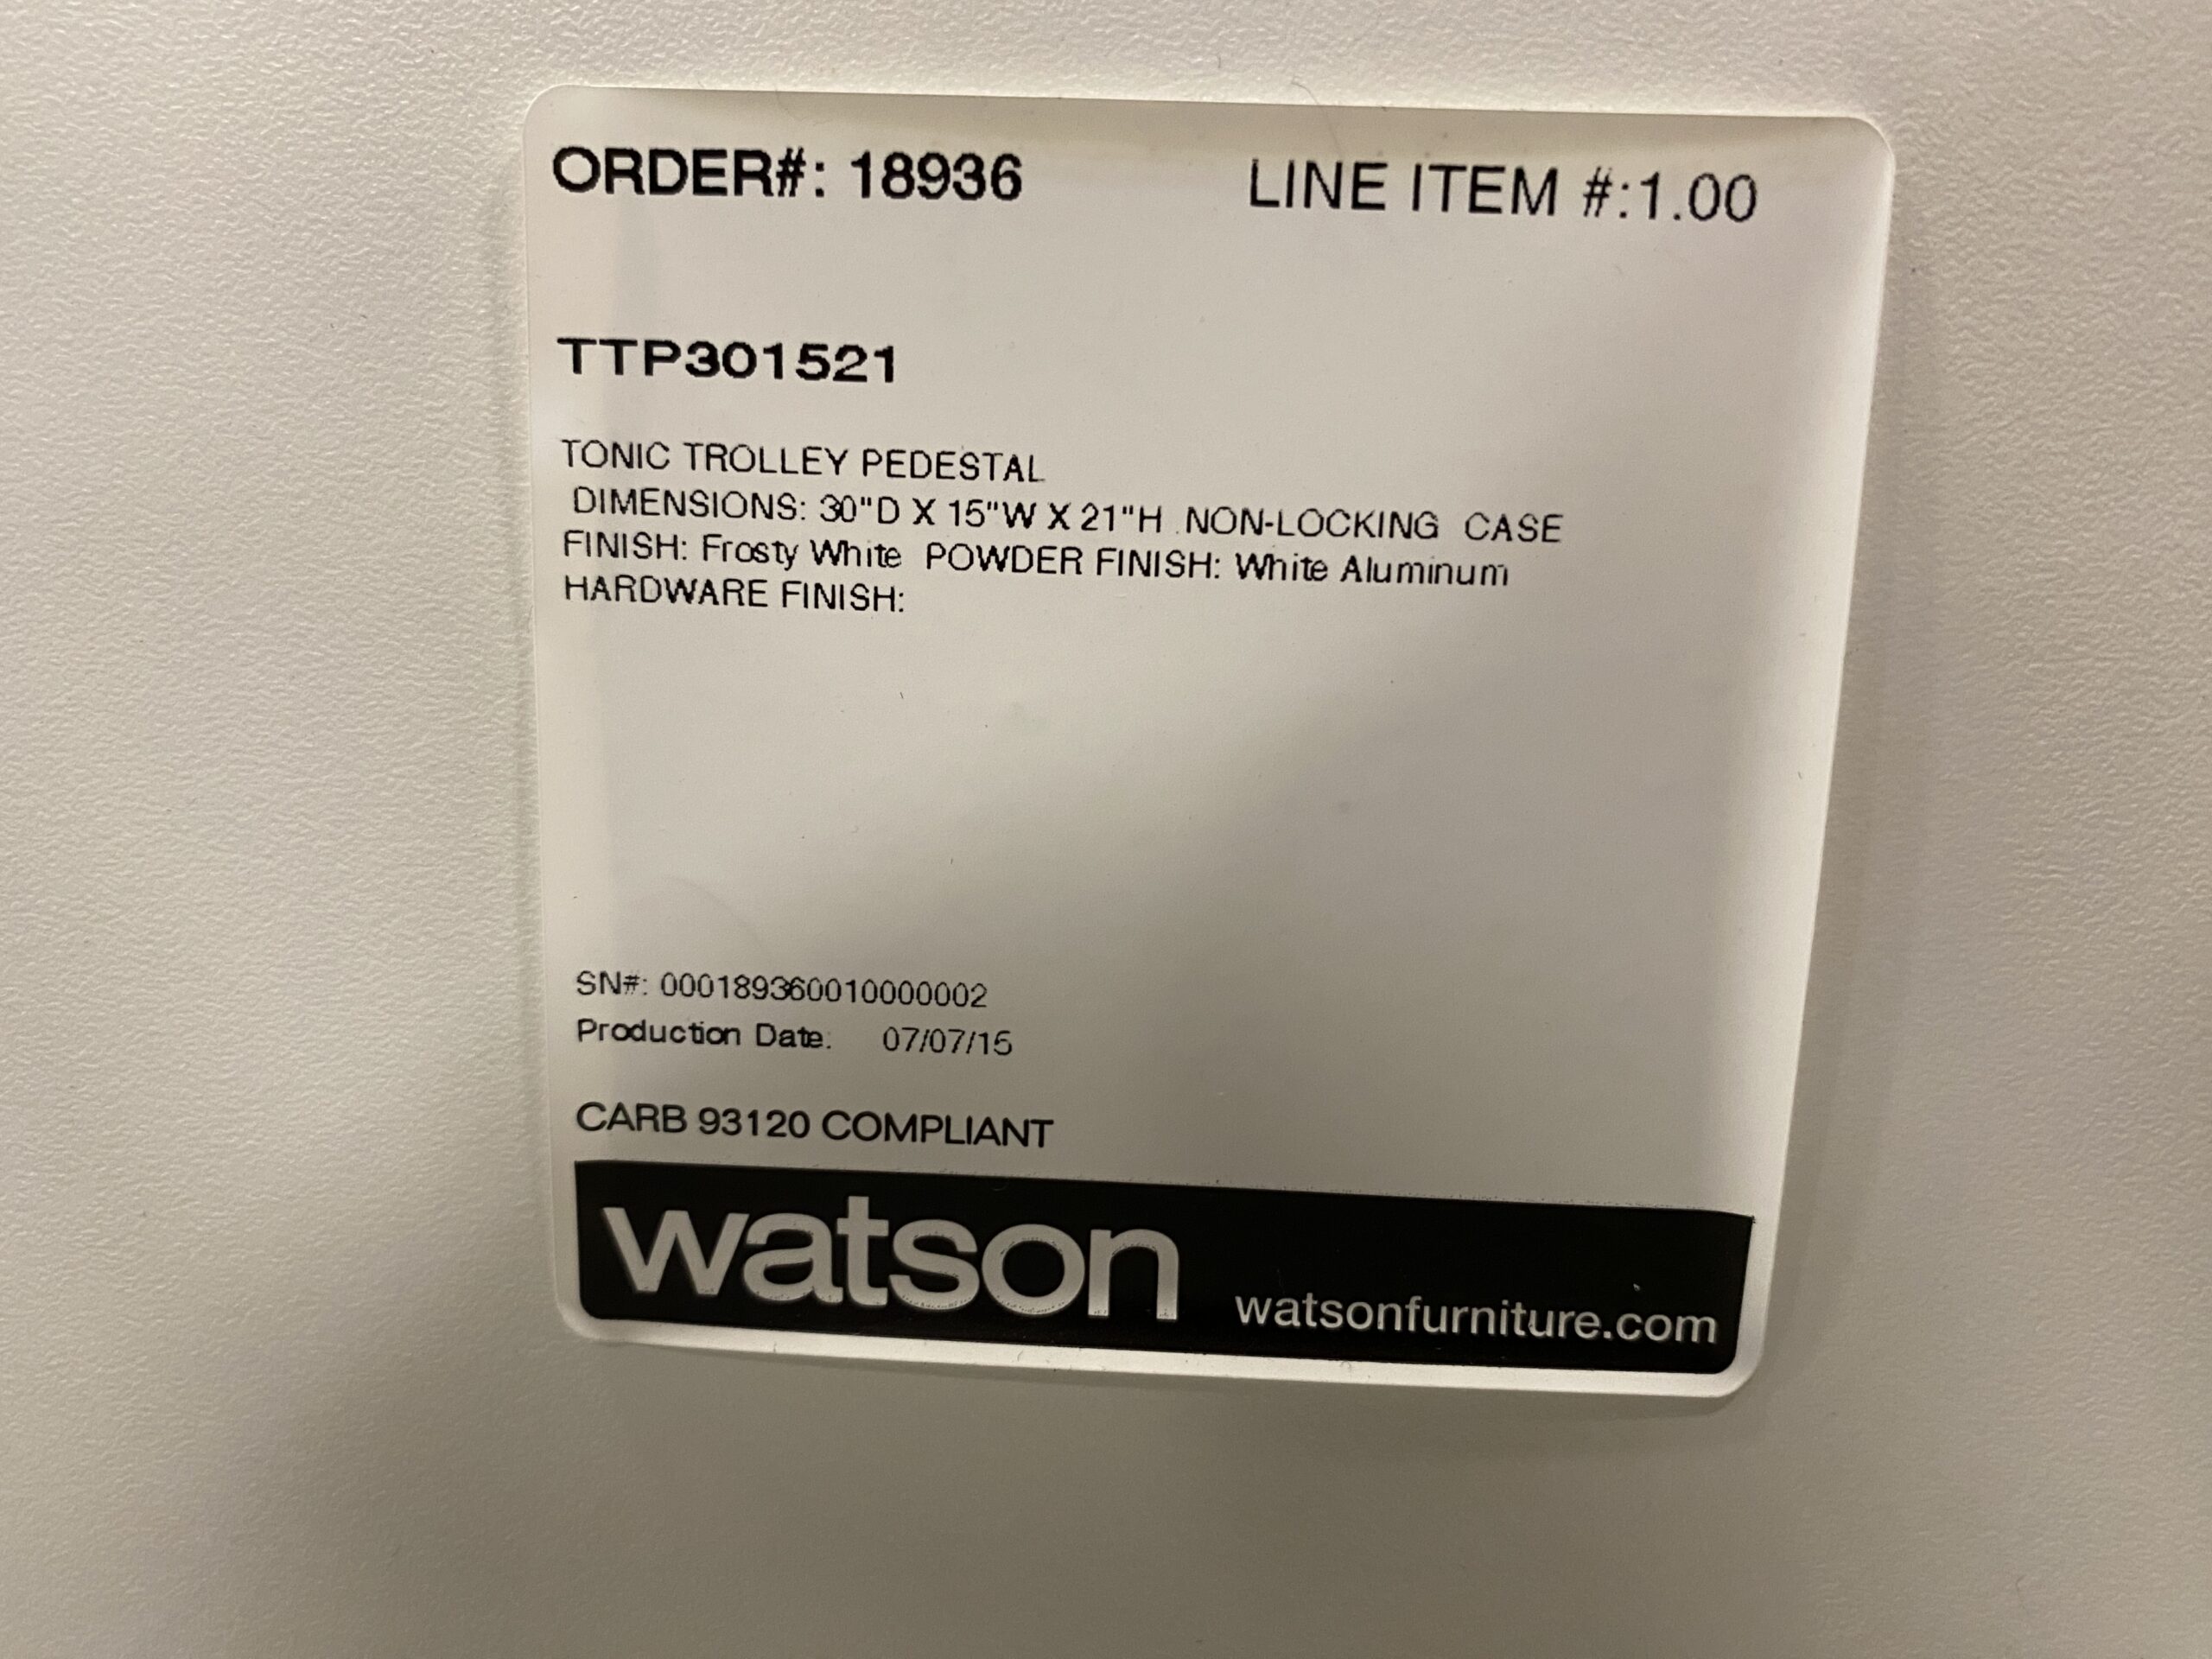 ORDER#: 18936 LINE ITEM #:1.00
TTP301521
TONIC TROLLEY PEDESTAL
DIMENSIONS: 30"D X 15"W X 21"H NON-LOCKING CASE
FINISH: Frosty White POWDER FINISH: White Aluminum
HARDWARE FINISH:
SN#: 000189360010000002
Production Date: 07/07/15
CARB 93120 COMPLIANT
watson watsonfurniture.com